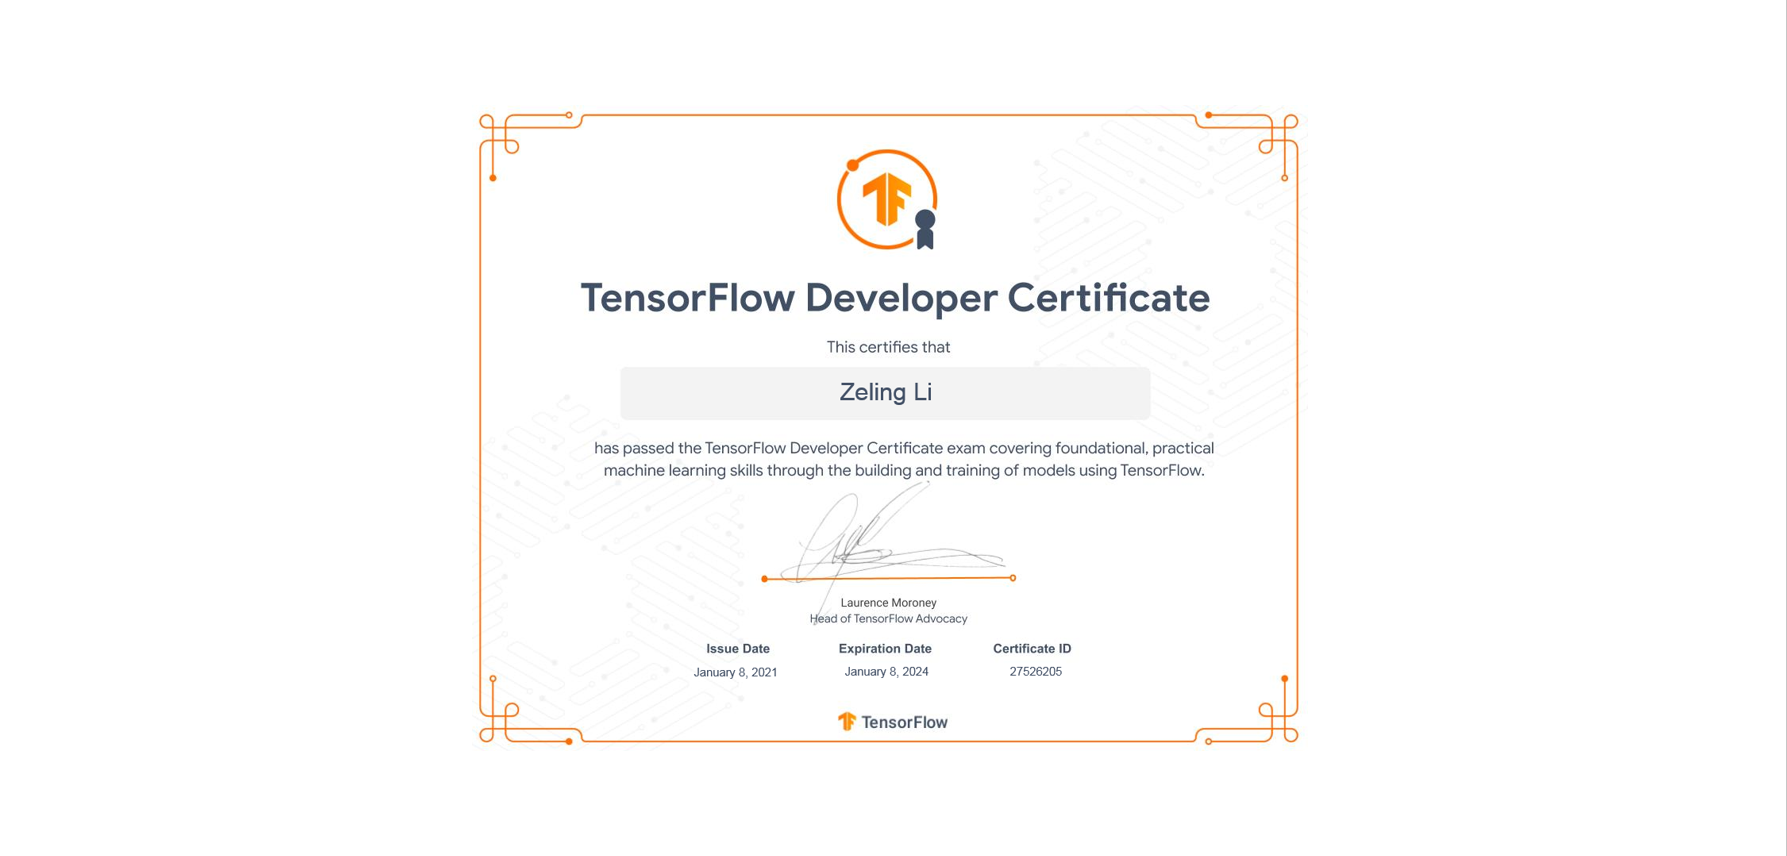 TensorFlow Developer Certificate
This certifies that
Zeling Li
has passed the TensorFlow Developer Certificate exam covering foundational, practical
machine learning skills through the building and training of models using TensorFlow.
Laurence Moroney
Head of TensorFlow Advocacy
Issue Date Expiration Date Certificate ID
January 8, 2021 January 8, 2024 27526205
TensorFlow